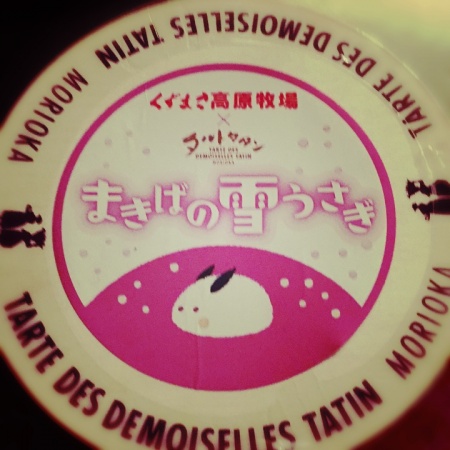 TARTE DES DEMOISELLES TATIN MORIOKA
くずまき高原牧場
×
タルトタタン
TARTE DES
DEMOISELLES TATIN
MORIOKA
まきばの雪うさぎ
TARTE DES DEMOISELLES TATIN MORIOKA